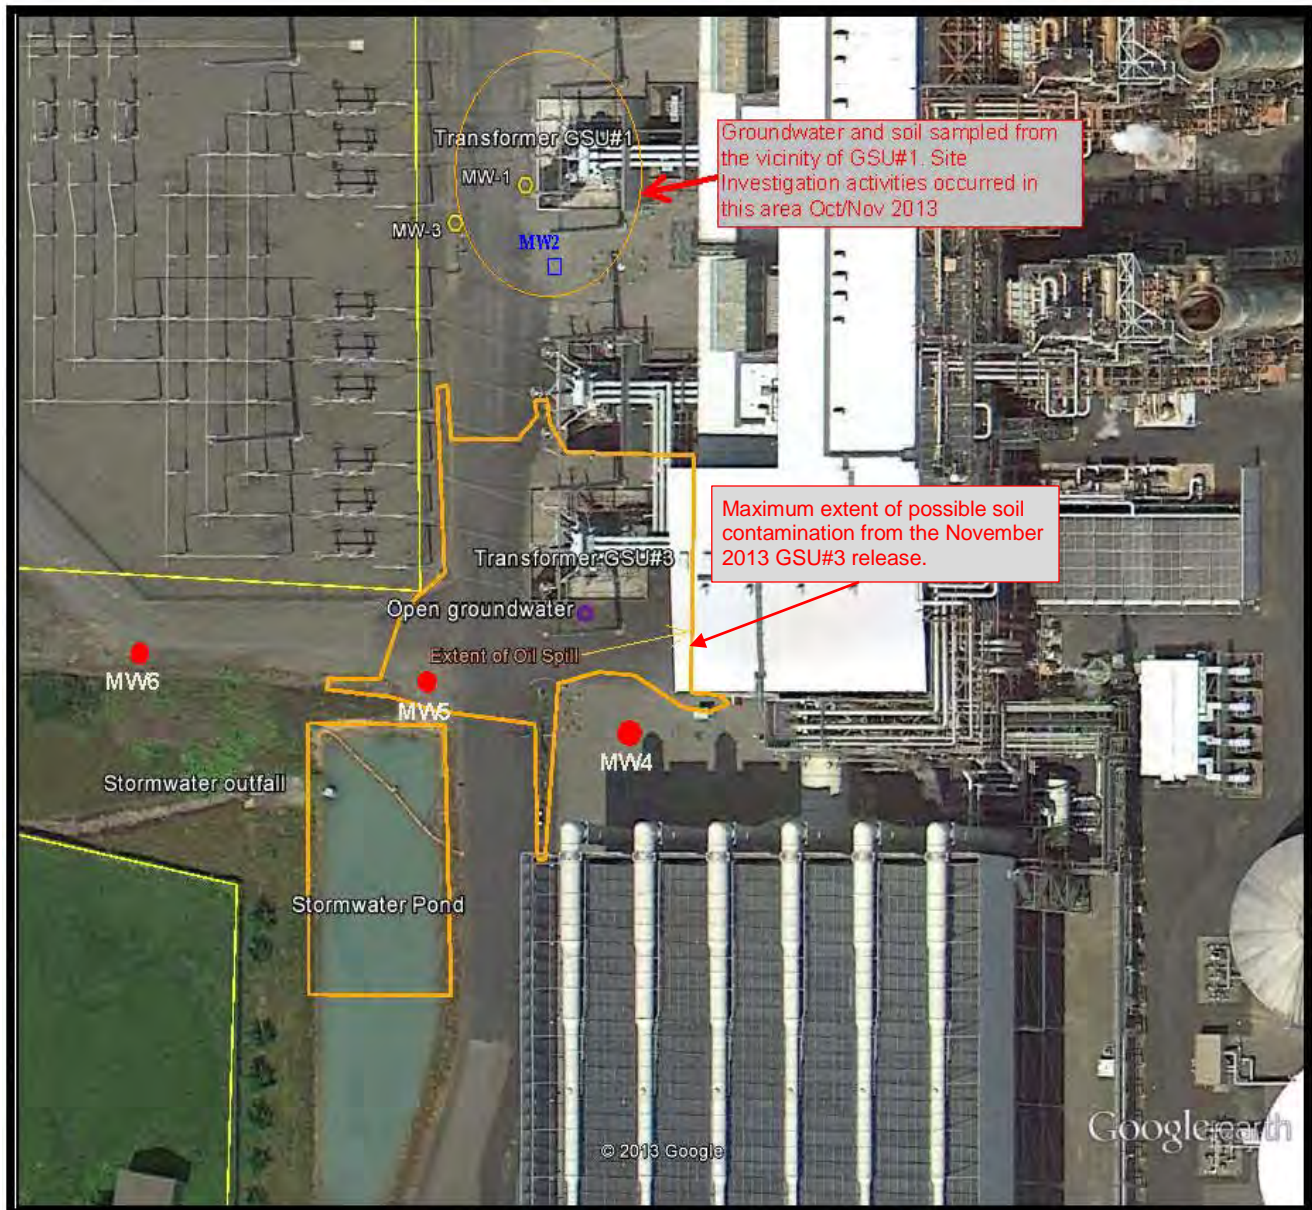 Transformer GSU#1
Groundwater and soil sampled from
the vicinity of GSU#1. Site
Investigation activities occurred in
this area Oct/Nov 2013
MW-1
MW-3
MW2
Maximum extent of possible soil
contamination from the November
2013 GSU#3 release.
Transformer GSU#3
Open groundwater
Extent of Oil Spill
MW6
MW5
MW4
Stormwater outfall
Stormwater Pond
© 2013 Google
Google earth